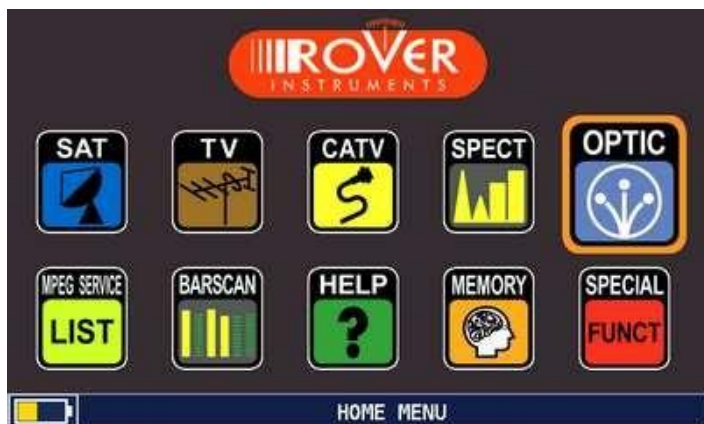 ROVER
INSTRUMENTS
SAT
TV
CATV
SPECT
OPTIC
MPEG SERVICE
LIST
BARSCAN
HELP
?
MEMORY
SPECIAL
FUNCT
HOME MENU